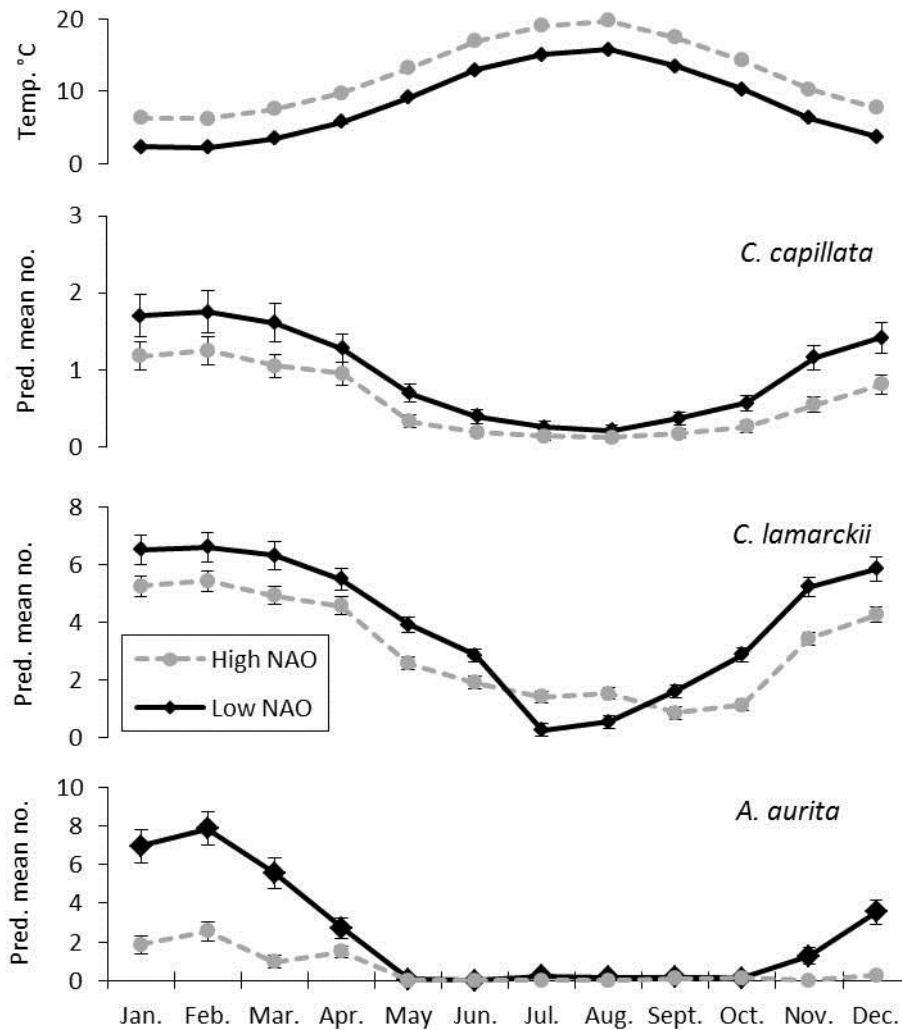 20
10
0
Temp. °C
3
2
1
0
Pred. mean no.
C. capillata
8
6
4
2
0
Pred. mean no.
C. lamarckii
High NAO
Low NAO
10
8
6
4
2
0
Pred. mean no.
A. aurita
Jan. Feb. Mar. Apr. May Jun. Jul. Aug. Sept. Oct. Nov. Dec.